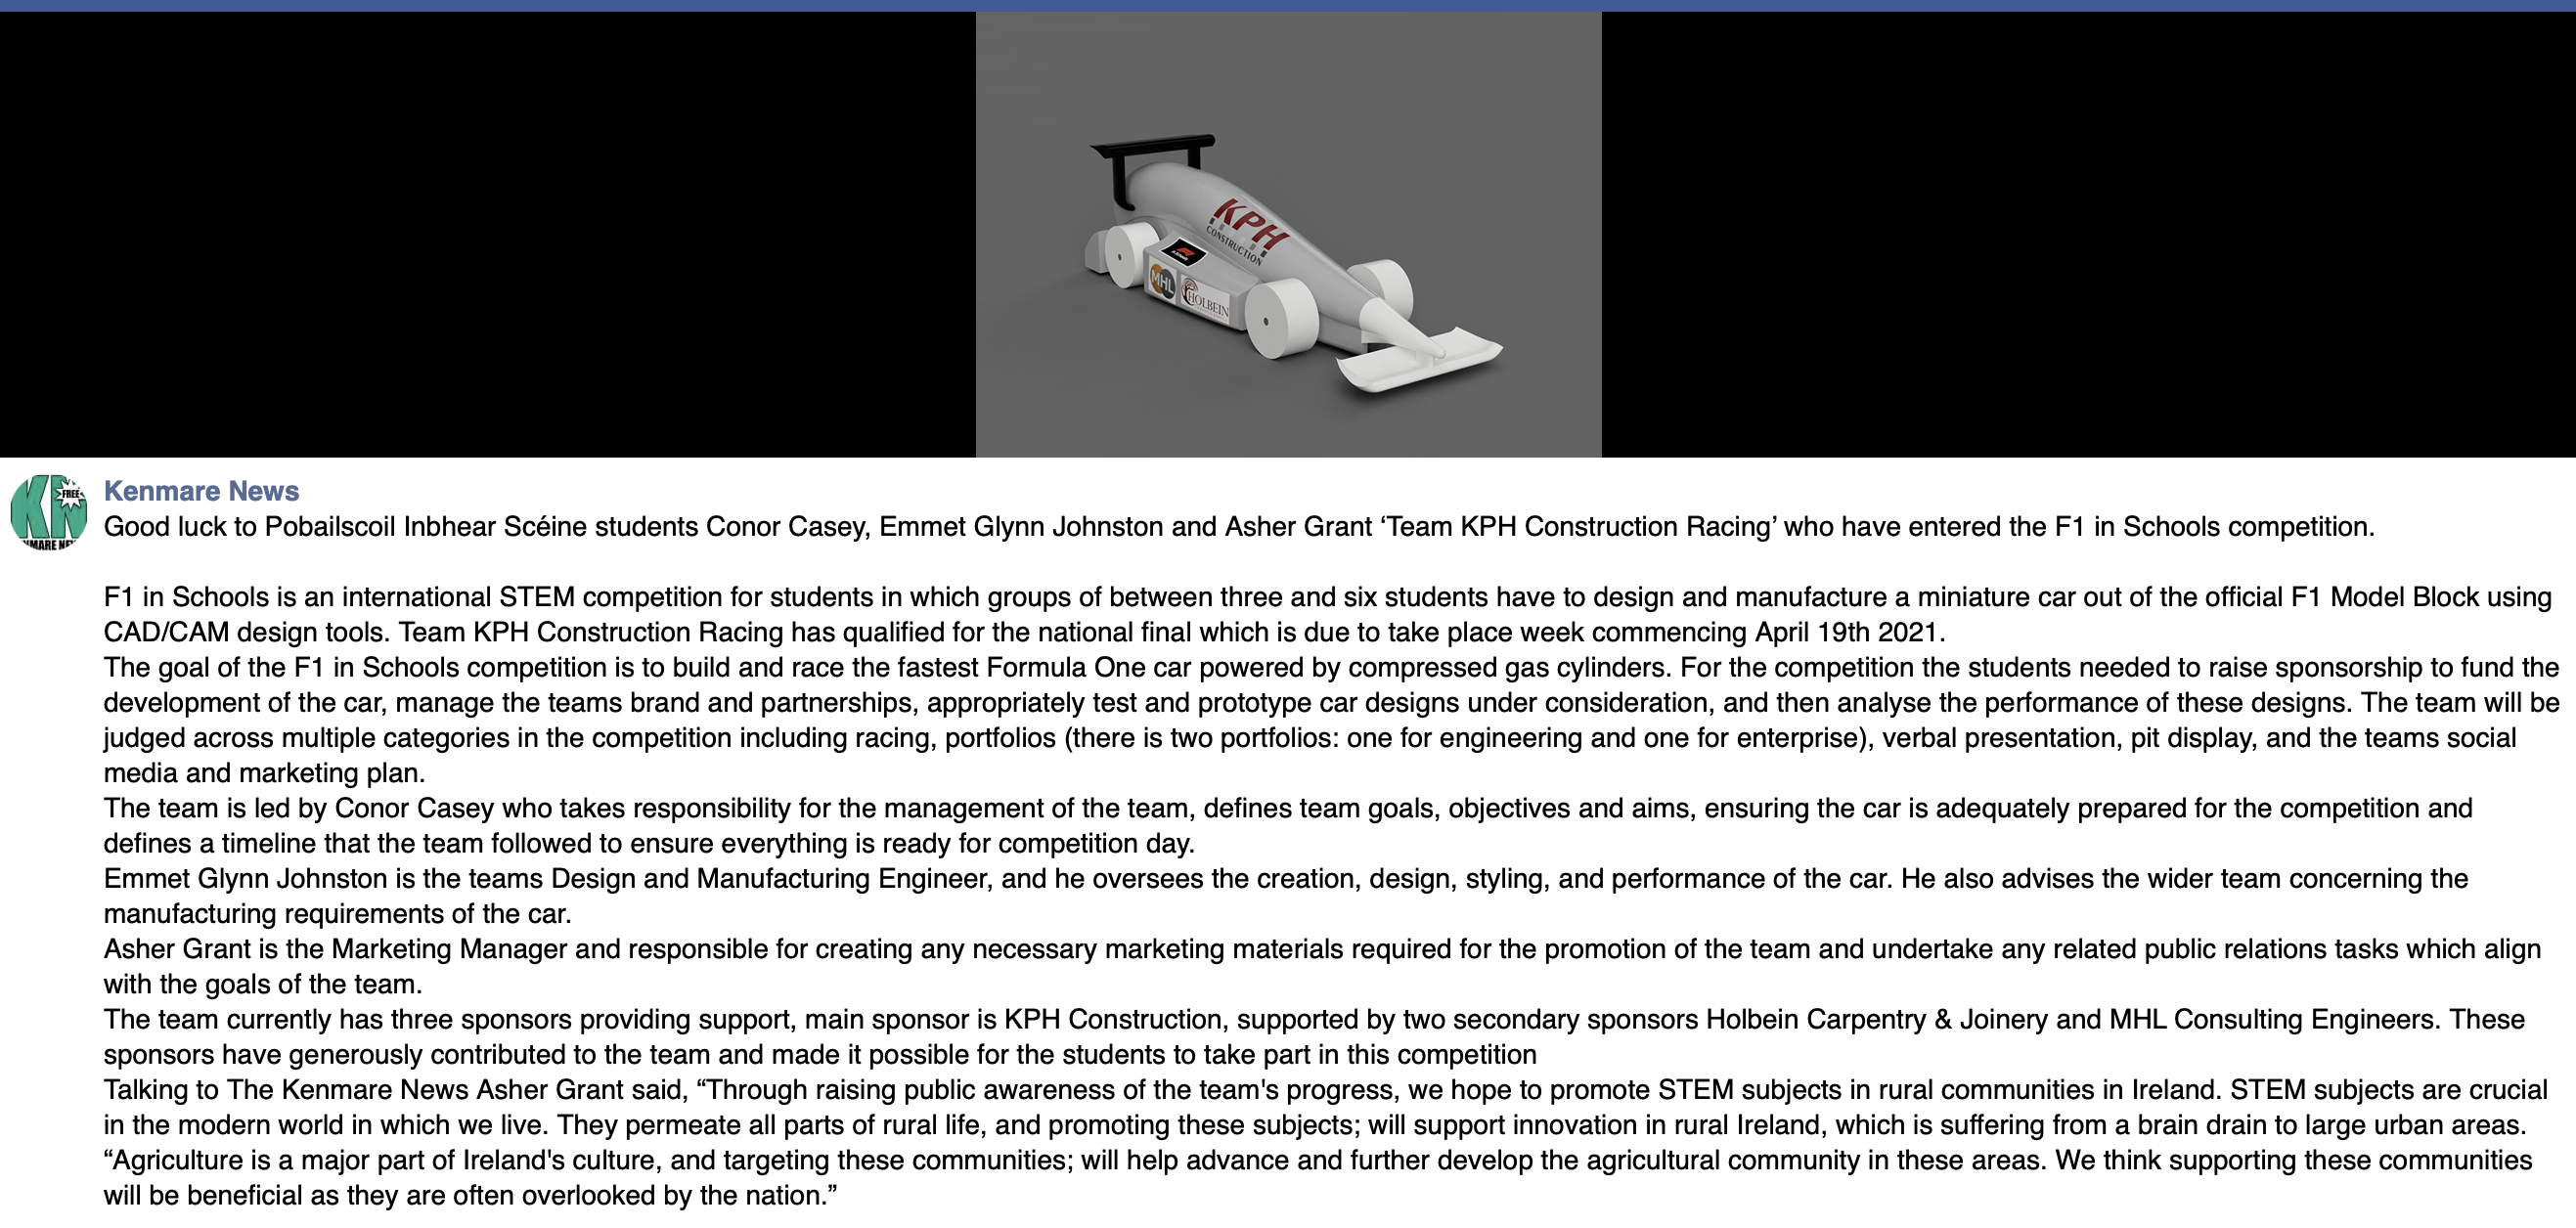 KPH
CONSTRUCTION
MHL
HOLBEIN
KN
FREE
Kenmare News
Good luck to Pobailscoil Inbhear Scéine students Conor Casey, Emmet Glynn Johnston and Asher Grant ‘Team KPH Construction Racing’ who have entered the F1 in Schools competition.
F1 in Schools is an international STEM competition for students in which groups of between three and six students have to design and manufacture a miniature car out of the official F1 Model Block using
CAD/CAM design tools. Team KPH Construction Racing has qualified for the national final which is due to take place week commencing April 19th 2021.
The goal of the F1 in Schools competition is to build and race the fastest Formula One car powered by compressed gas cylinders. For the competition the students needed to raise sponsorship to fund the
development of the car, manage the teams brand and partnerships, appropriately test and prototype car designs under consideration, and then analyse the performance of these designs. The team will be
judged across multiple categories in the competition including racing, portfolios (there is two portfolios: one for engineering and one for enterprise), verbal presentation, pit display, and the teams social
media and marketing plan.
The team is led by Conor Casey who takes responsibility for the management of the team, defines team goals, objectives and aims, ensuring the car is adequately prepared for the competition and
defines a timeline that the team followed to ensure everything is ready for competition day.
Emmet Glynn Johnston is the teams Design and Manufacturing Engineer, and he oversees the creation, design, styling, and performance of the car. He also advises the wider team concerning the
manufacturing requirements of the car.
Asher Grant is the Marketing Manager and responsible for creating any necessary marketing materials required for the promotion of the team and undertake any related public relations tasks which align
with the goals of the team.
The team currently has three sponsors providing support, main sponsor is KPH Construction, supported by two secondary sponsors Holbein Carpentry & Joinery and MHL Consulting Engineers. These
sponsors have generously contributed to the team and made it possible for the students to take part in this competition
Talking to The Kenmare News Asher Grant said, “Through raising public awareness of the team's progress, we hope to promote STEM subjects in rural communities in Ireland. STEM subjects are crucial
in the modern world in which we live. They permeate all parts of rural life, and promoting these subjects; will support innovation in rural Ireland, which is suffering from a brain drain to large urban areas.
“Agriculture is a major part of Ireland's culture, and targeting these communities; will help advance and further develop the agricultural community in these areas. We think supporting these communities
will be beneficial as they are often overlooked by the nation.”